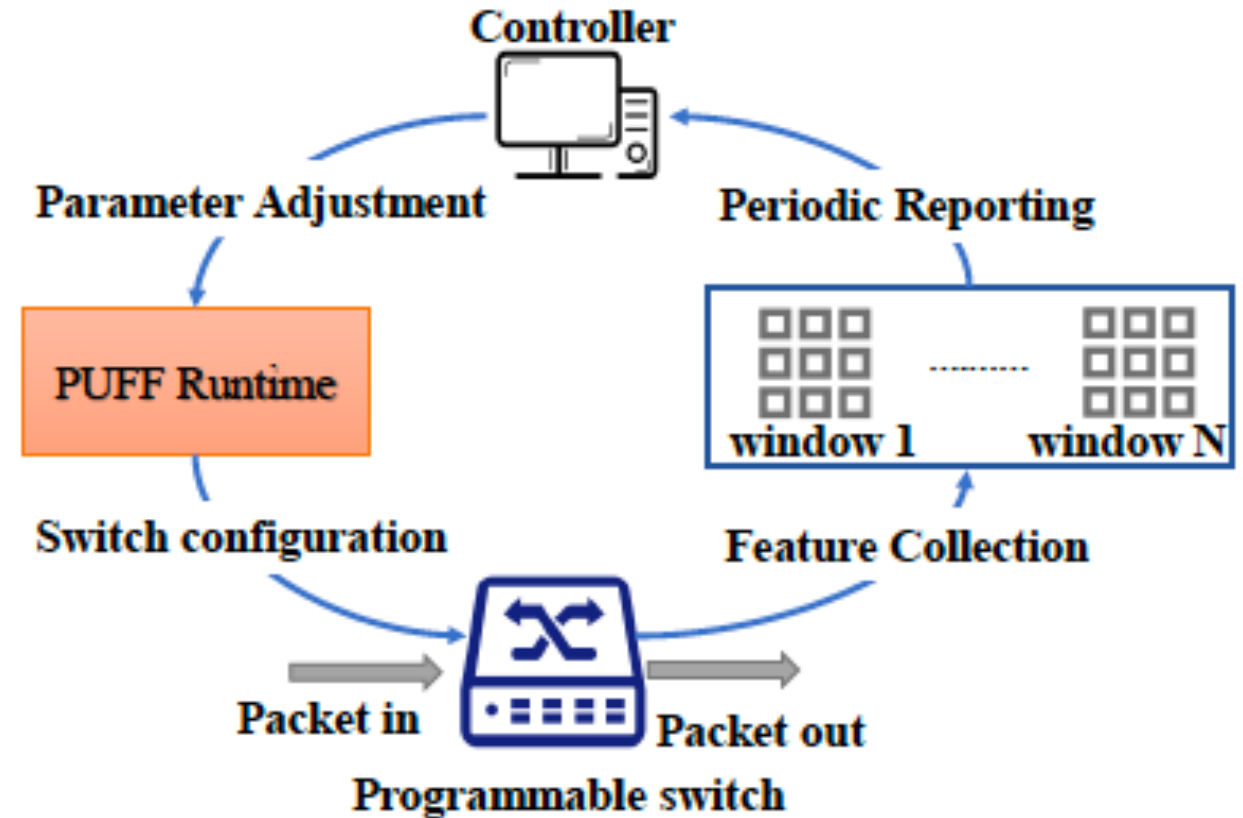 Controller
Parameter Adjustment
Periodic Reporting
PUFF Runtime
window 1
window N
Switch configuration
Feature Collection
Packet in
Packet out
Programmable switch